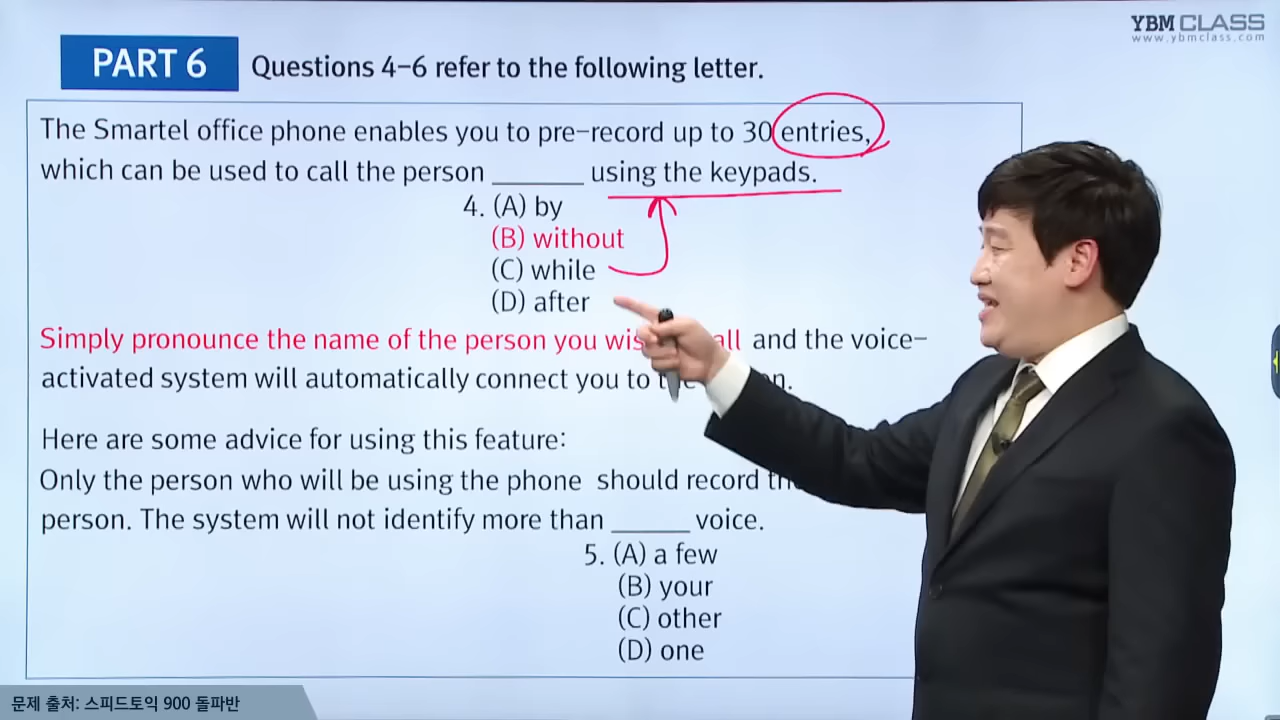 YBM CLASS
www.ybmclass.com
PART 6
Questions 4-6 refer to the following letter.
The Smartel office phone enables you to pre-record up to 30 entries,
which can be used to call the person ______ using the keypads.
4. (A) by
(B) without
(C) while
(D) after
Simply pronounce the name of the person you and the voice-
activated system will automatically connect you to
Here are some advice for using this feature:
Only the person who will be using the phone should record
person. The system will not identify more than ______ voice.
5. (A) a few
(B) your
(C) other
(D) one
문제 출처: 스피드토익 900 돌파반